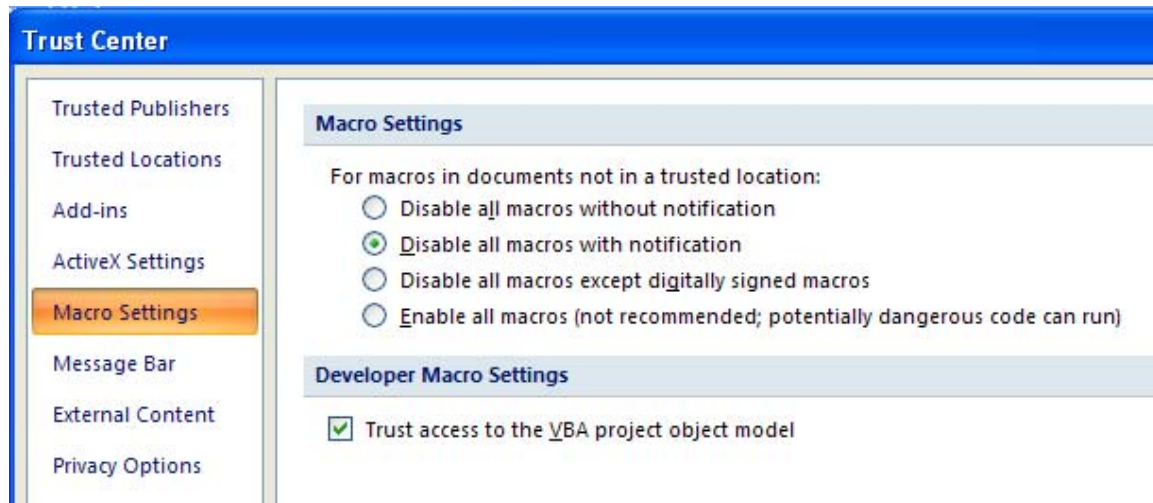 Trust Center
Trusted Publishers
Trusted Locations
Add-ins
ActiveX Settings
Macro Settings
Message Bar
External Content
Privacy Options
Macro Settings
For macros in documents not in a trusted location:
Disable all macros without notification
Disable all macros with notification
Disable all macros except digitally signed macros
Enable all macros (not recommended; potentially dangerous code can run)
Developer Macro Settings
Trust access to the VBA project object model